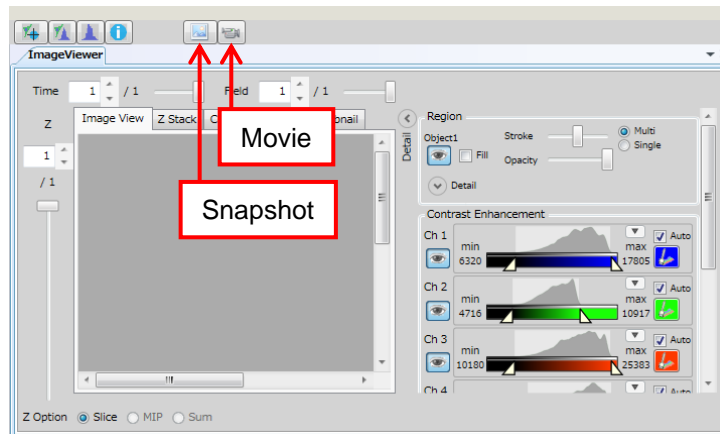 ImageViewer
Time 1 / 1 Field 1 / 1
Z
1
/ 1
Image View Z Stack
Movie
Snapshot
Detail
Region
Object1
Fill
Stroke
Opacity
Multi
Single
Detail
Contrast Enhancement
Ch 1
min
6320
max
17805
Auto
Ch 2
min
4716
max
10917
Auto
Ch 3
min
10180
max
25383
Auto
Ch 4
Auto
Z Option Slice MIP Sum